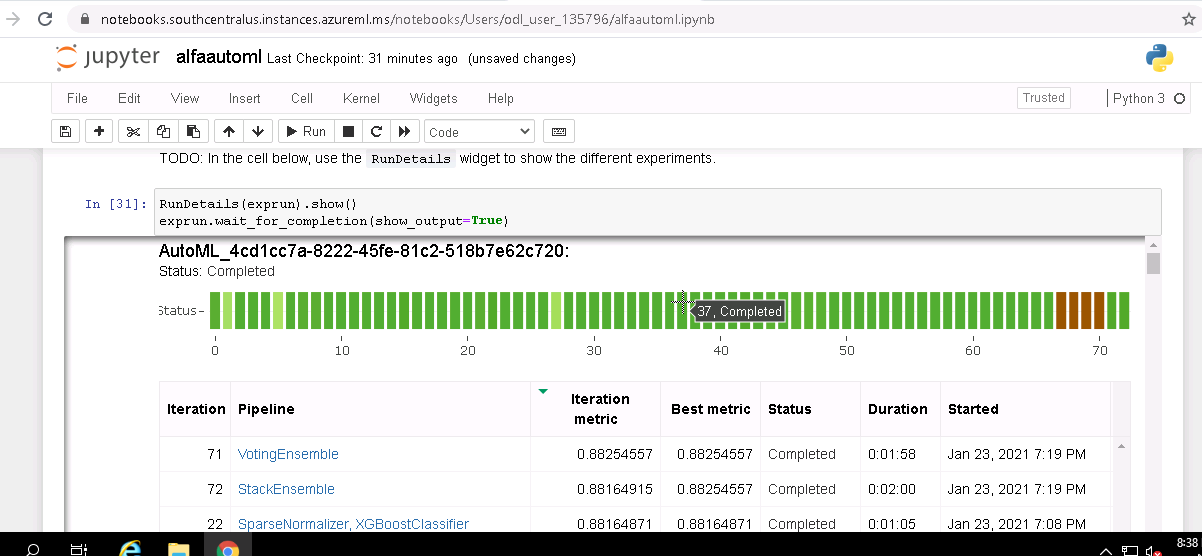 notebooks.southcentralus.instances.azureml.ms/notebooks/Users/odl_user_135796/alfaautoml.ipynb
jupyter alfaautoml Last Checkpoint: 31 minutes ago (unsaved changes)
File Edit View Insert Cell Kernel Widgets Help Trusted Python 3
Run Code
TODO: In the cell below, use the RunDetails widget to show the different experiments.
In [31]: RunDetails(exprun).show()
exprun.wait_for_completion(show_output=True)
AutoML_4cd1cc7a-8222-45fe-81c2-518b7e62c720:
Status: Completed
Status
37, Completed
0 10 20 30 40 50 60 70
Iteration Pipeline Iteration metric Best metric Status Duration Started
71 VotingEnsemble 0.88254557 0.88254557 Completed 0:01:58 Jan 23, 2021 7:19 PM
72 StackEnsemble 0.88164915 0.88254557 Completed 0:02:00 Jan 23, 2021 7:19 PM
22 SparseNormalizer, XGBoostClassifier 0.88164871 0.88164871 Completed 0:01:05 Jan 23, 2021 7:08 PM
8:38